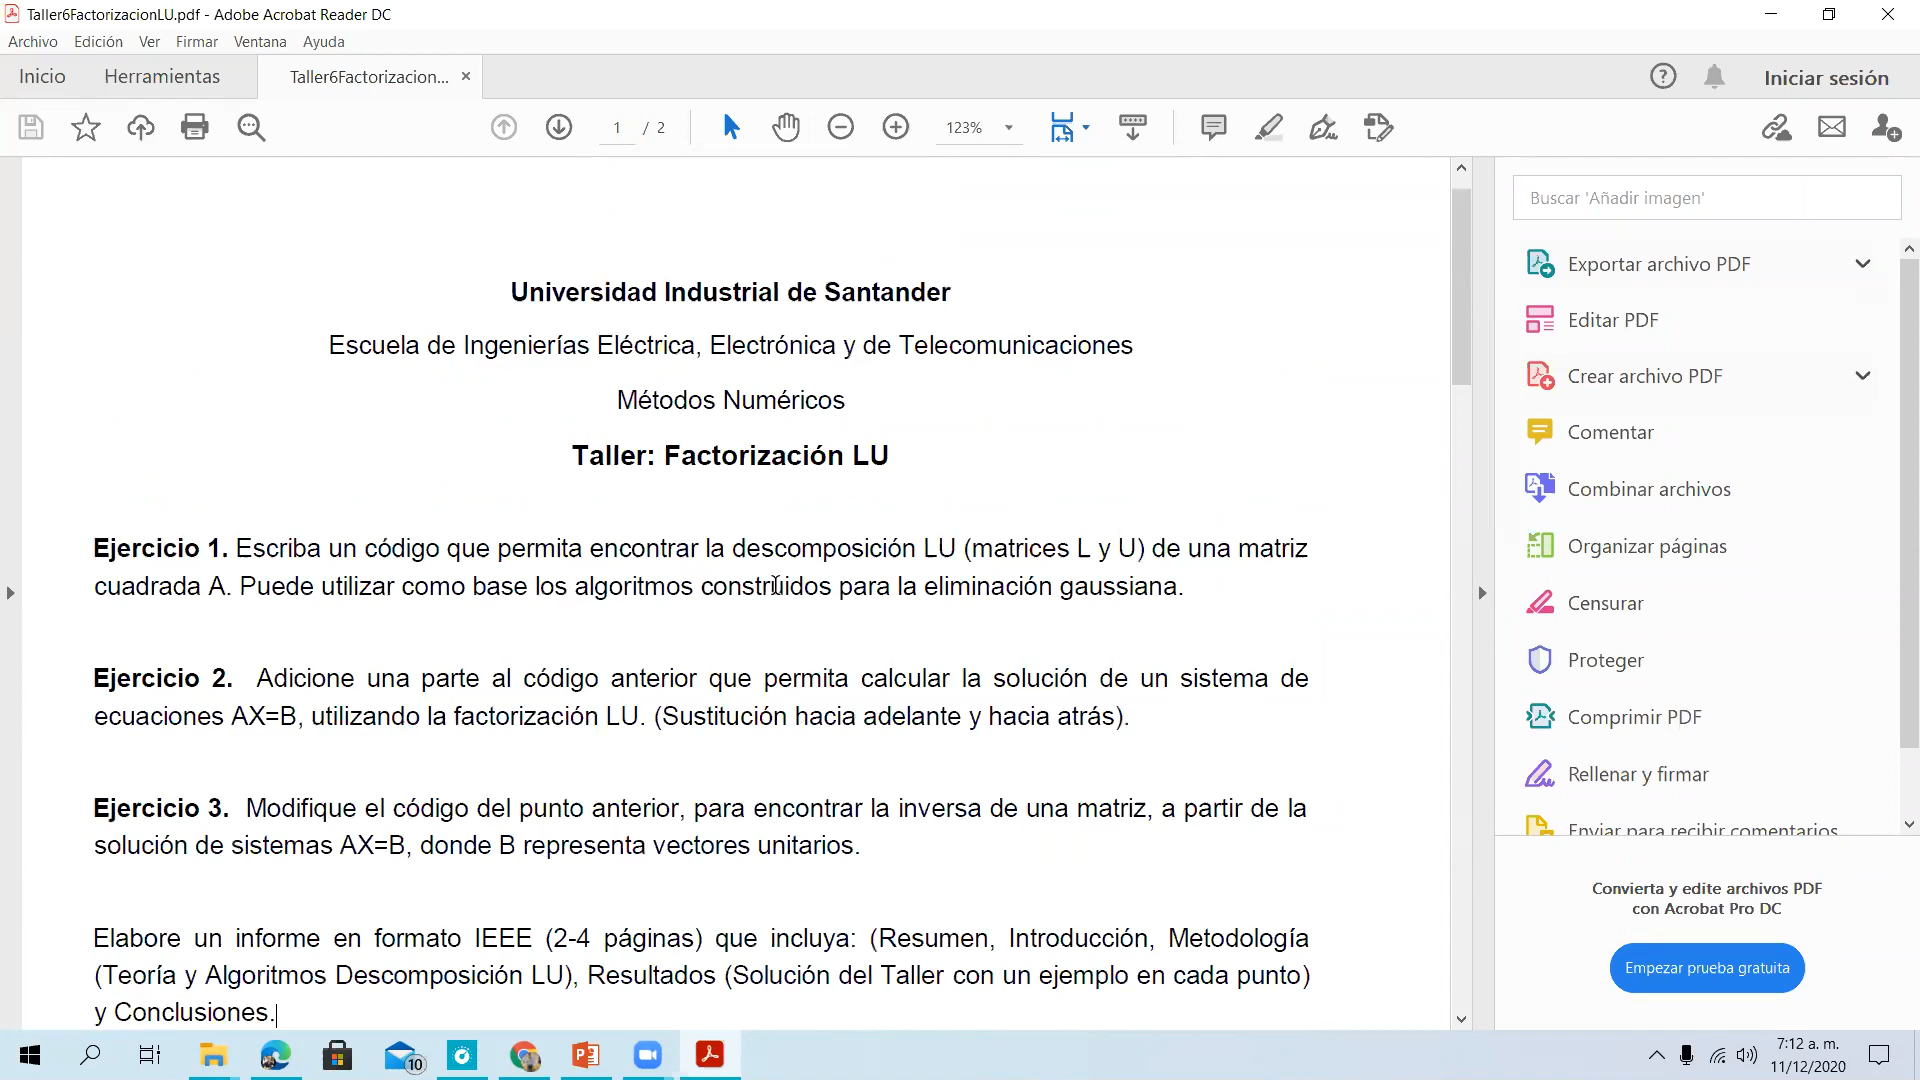 Taller6FactorizacionLU.pdf - Adobe Acrobat Reader DC
Archivo Edición Ver Firmar Ventana Ayuda
Inicio Herramientas Taller6Factorizacion... × Iniciar sesión
1 / 2 123%
Universidad Industrial de Santander
Escuela de Ingenierías Eléctrica, Electrónica y de Telecomunicaciones
Métodos Numéricos
Taller: Factorización LU
Ejercicio 1. Escriba un código que permita encontrar la descomposición LU (matrices L y U) de una matriz
cuadrada A. Puede utilizar como base los algoritmos construidos para la eliminación gaussiana.
Ejercicio 2. Adicione una parte al código anterior que permita calcular la solución de un sistema de
ecuaciones AX=B, utilizando la factorización LU. (Sustitución hacia adelante y hacia atrás).
Ejercicio 3. Modifique el código del punto anterior, para encontrar la inversa de una matriz, a partir de la
solución de sistemas AX=B, donde B representa vectores unitarios.
Elabore un informe en formato IEEE (2-4 páginas) que incluya: (Resumen, Introducción, Metodología
(Teoría y Algoritmos Descomposición LU), Resultados (Solución del Taller con un ejemplo en cada punto)
y Conclusiones.
Buscar 'Añadir imagen'
Exportar archivo PDF
Editar PDF
Crear archivo PDF
Comentar
Combinar archivos
Organizar páginas
Censurar
Proteger
Comprimir PDF
Rellenar y firmar
Enviar para recibir comentarios
Convierta y edite archivos PDF
con Acrobat Pro DC
Empezar prueba gratuita
10
7:12 a. m.
11/12/2020